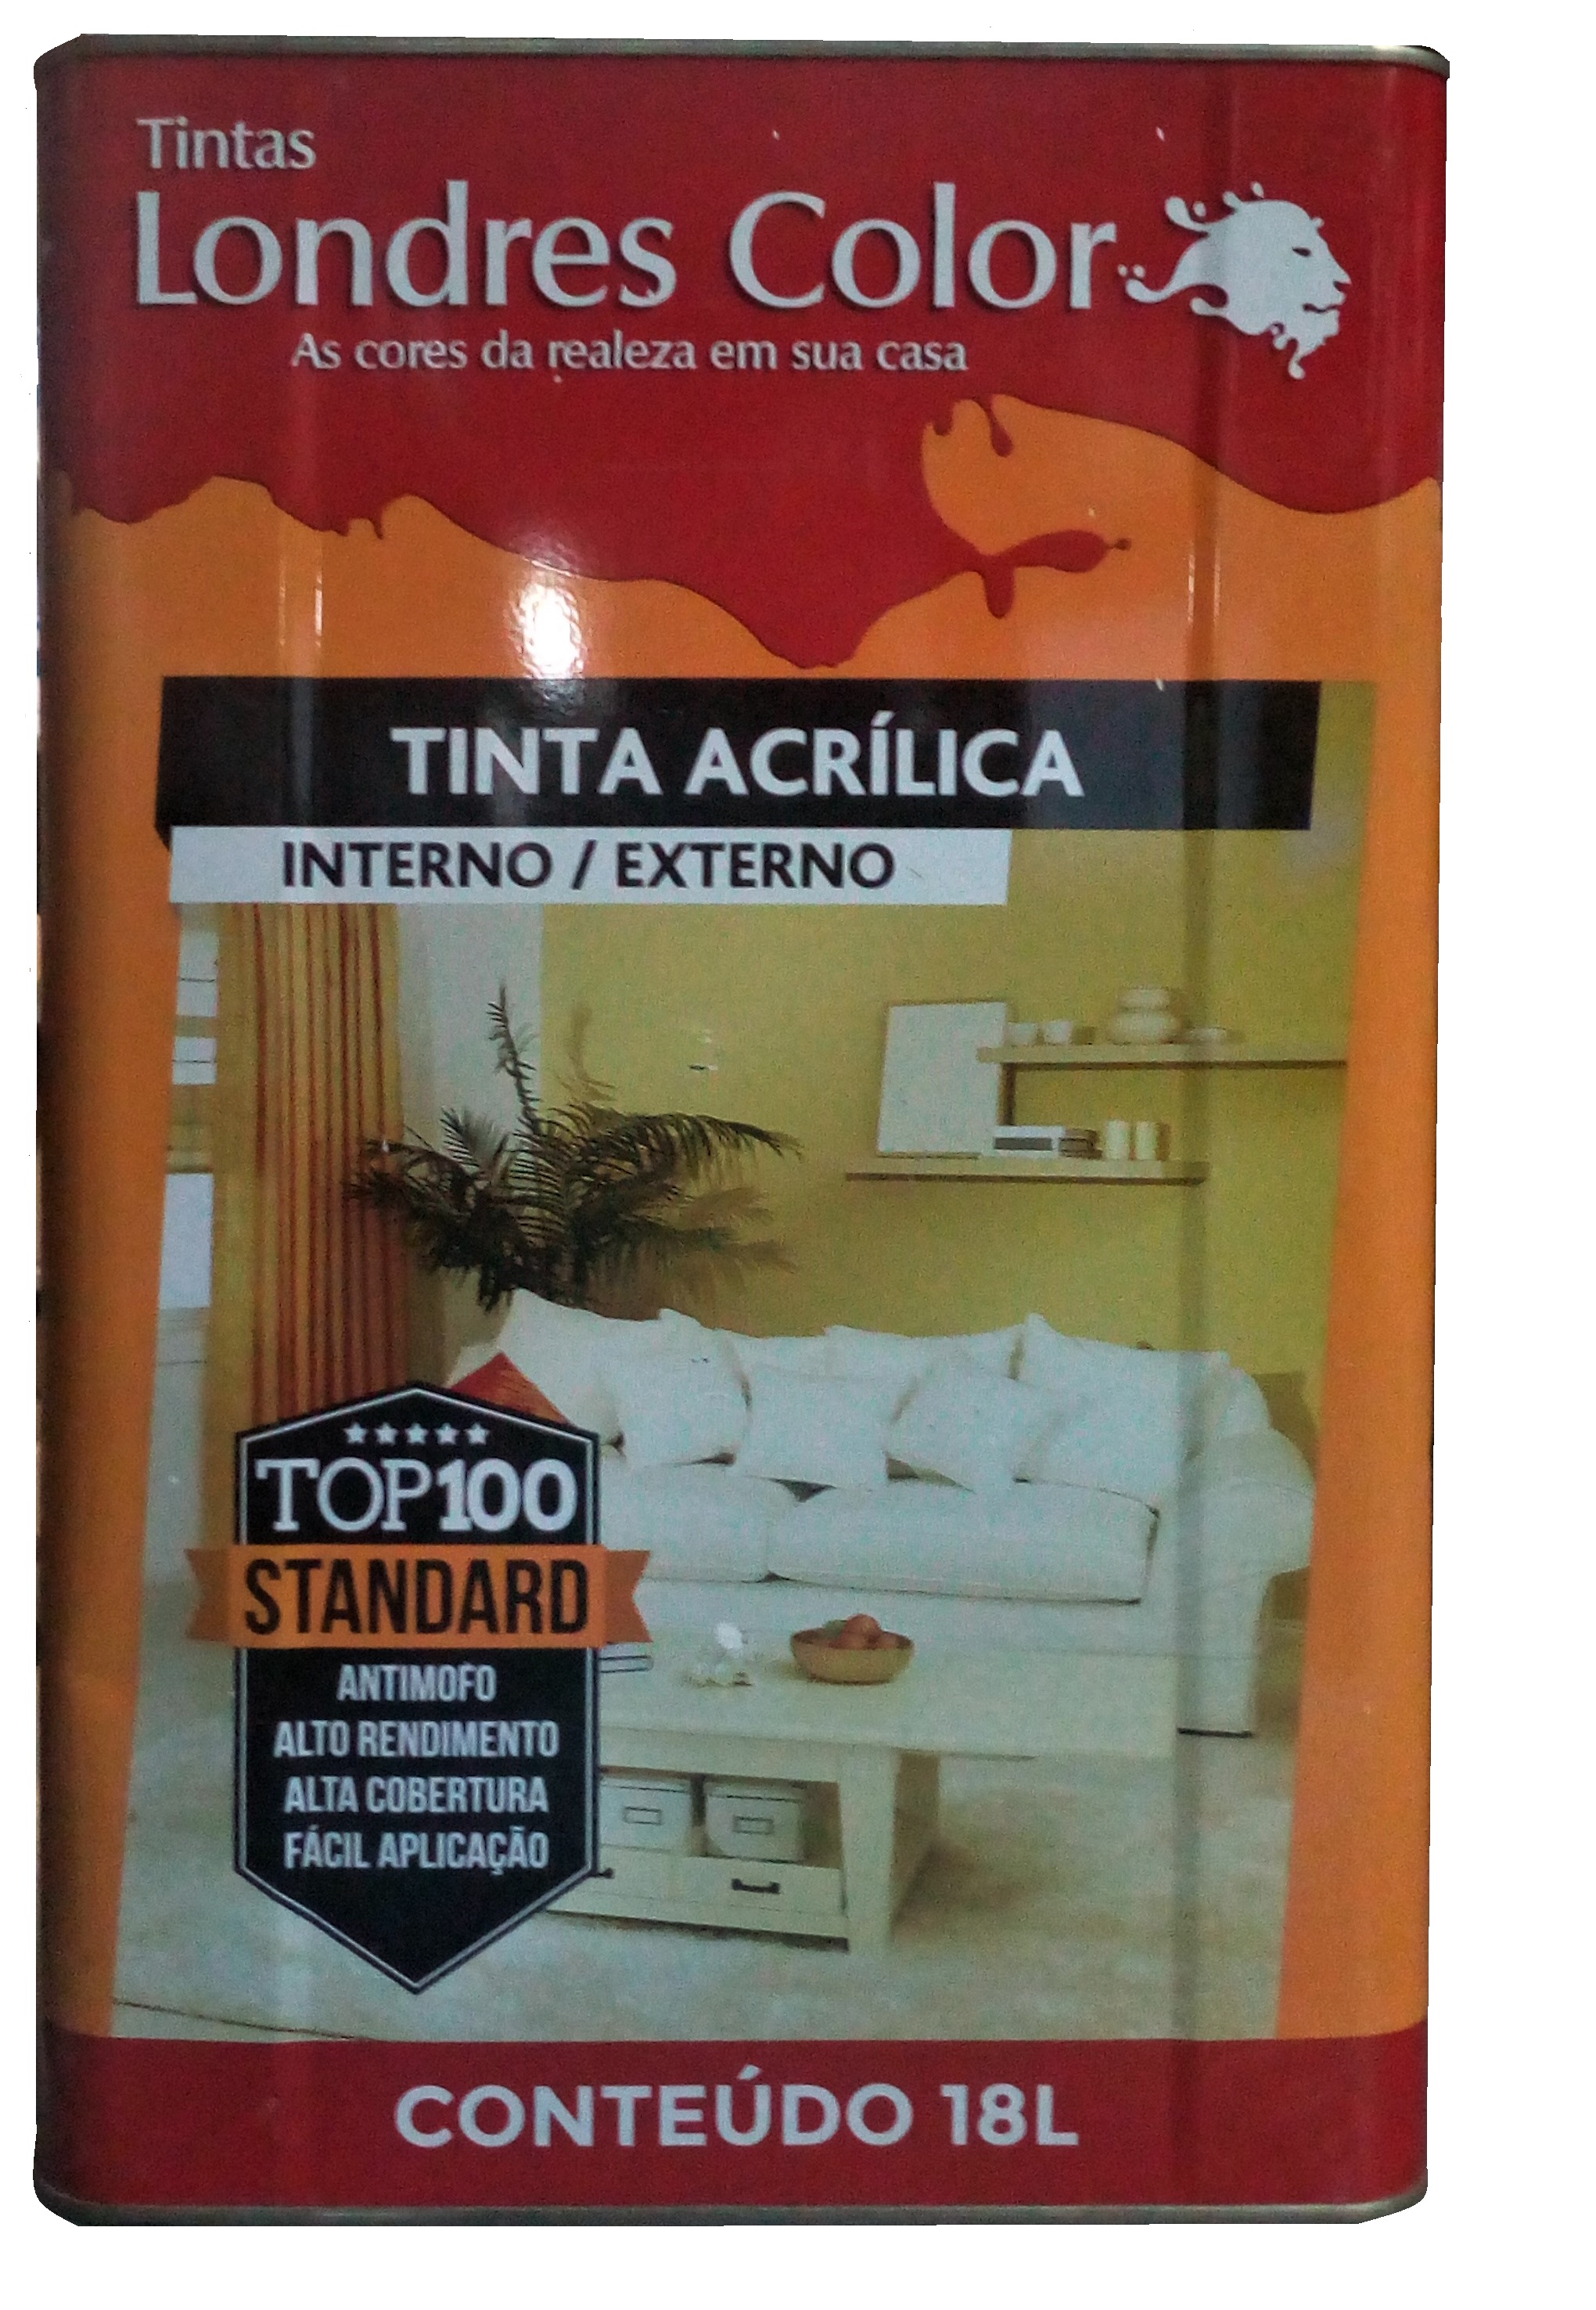 Tintas
Londres Color
As cores da realeza em sua casa
TINTA ACRÍLICA
INTERNO / EXTERNO
TOP100
STANDARD
ANTIMOFO
ALTO RENDIMENTO
ALTA COBERTURA
FÁCIL APLICAÇÃO
CONTEÚDO 18L